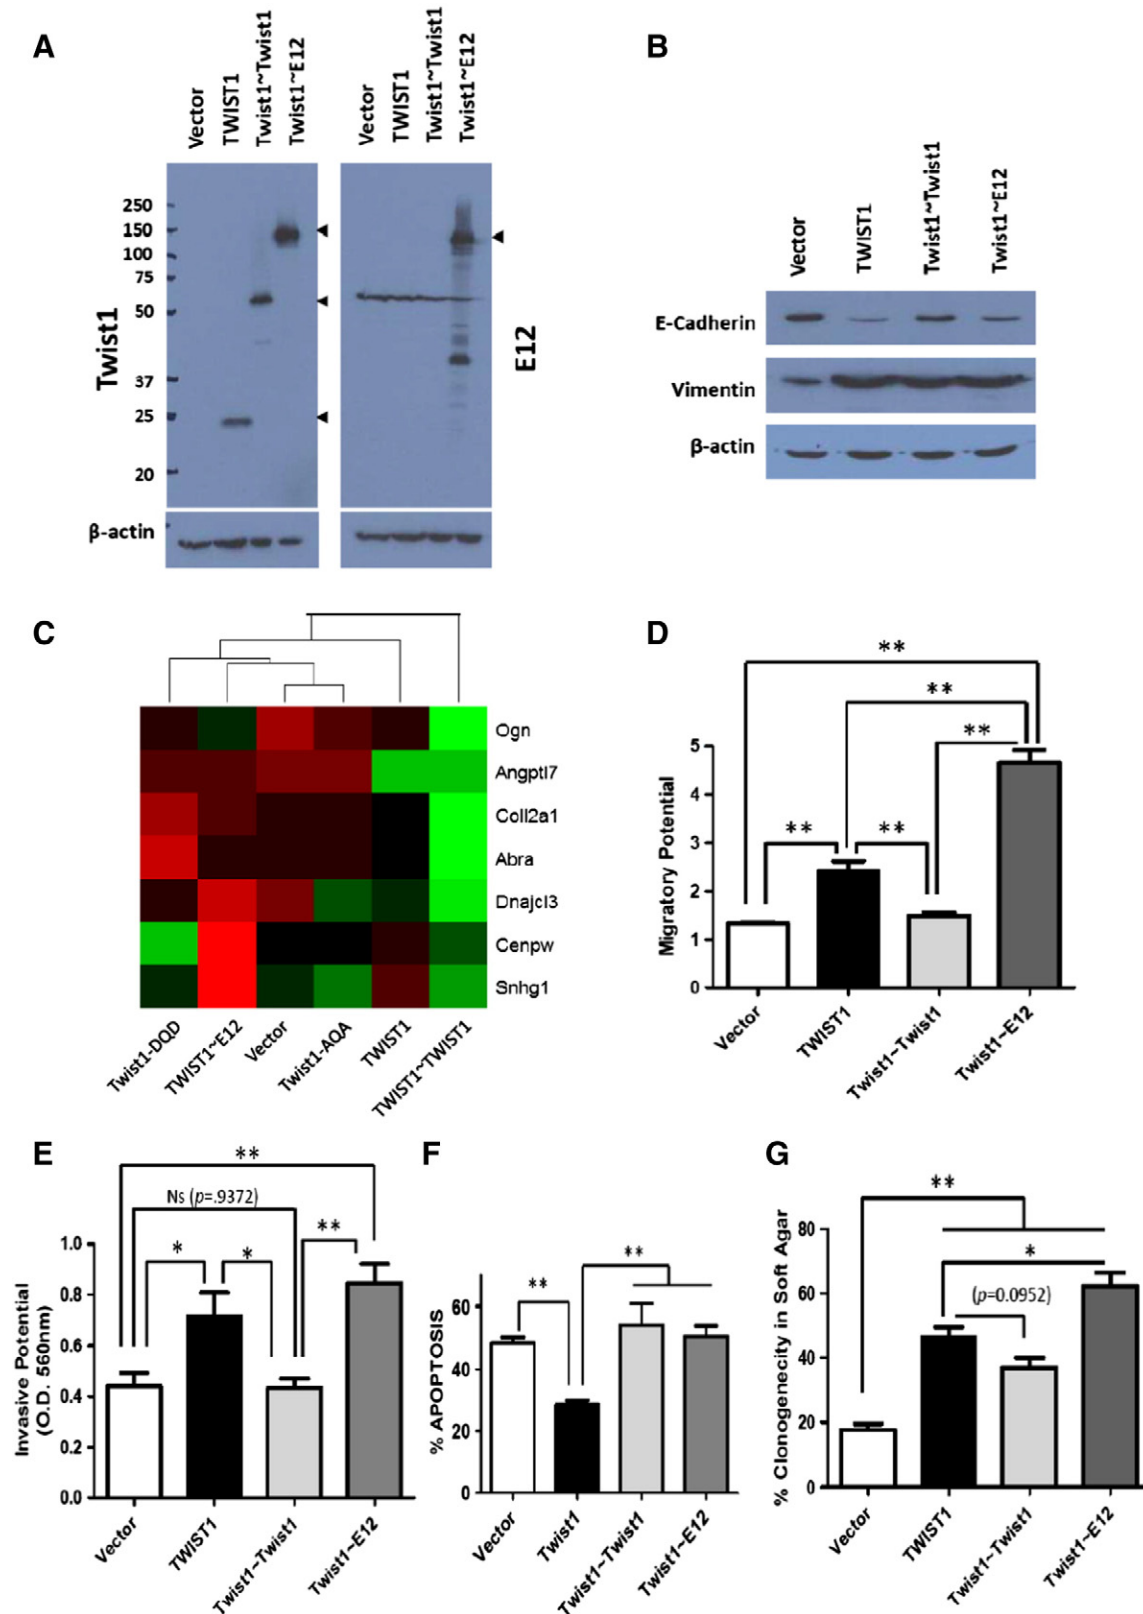 A
Vector
TWIST1
Twist1~Twist1
Twist1~E12
Vector
TWIST1
Twist1~Twist1
Twist1~E12
250
150
100
75
50
37
25
20
Twist1
E12
β-actin
B
Vector
TWIST1
Twist1~Twist1
Twist1~E12
E-Cadherin
Vimentin
β-actin
C
Ogn
Angptl7
Coll2a1
Abra
Dnajcl3
Cenpw
Snhg1
Twist1-DQD
TWIST1~E12
Vector
Twist1-AQA
TWIST1
TWIST1~TWIST1
D
**
**
**
** **
Migratory Potential
5
4
3
2
1
0
Vector
TWIST1
Twist1~Twist1
Twist1~E12
E
**
Ns (p=.9372)
**
* *
Invasive Potential
(O.D. 560nm)
1.0
0.8
0.6
0.4
0.2
0.0
Vector
TWIST1
Twist1~Twist1
Twist1~E12
F
**
**
% APOPTOSIS
60
40
20
0
Vector
Twist1
Twist1~Twist1
Twist1~E12
G
**
*
(p=0.0952)
% Clonogenecity in Soft Agar
80
60
40
20
0
Vector
TWIST1
Twist1~Twist1
Twist1~E12